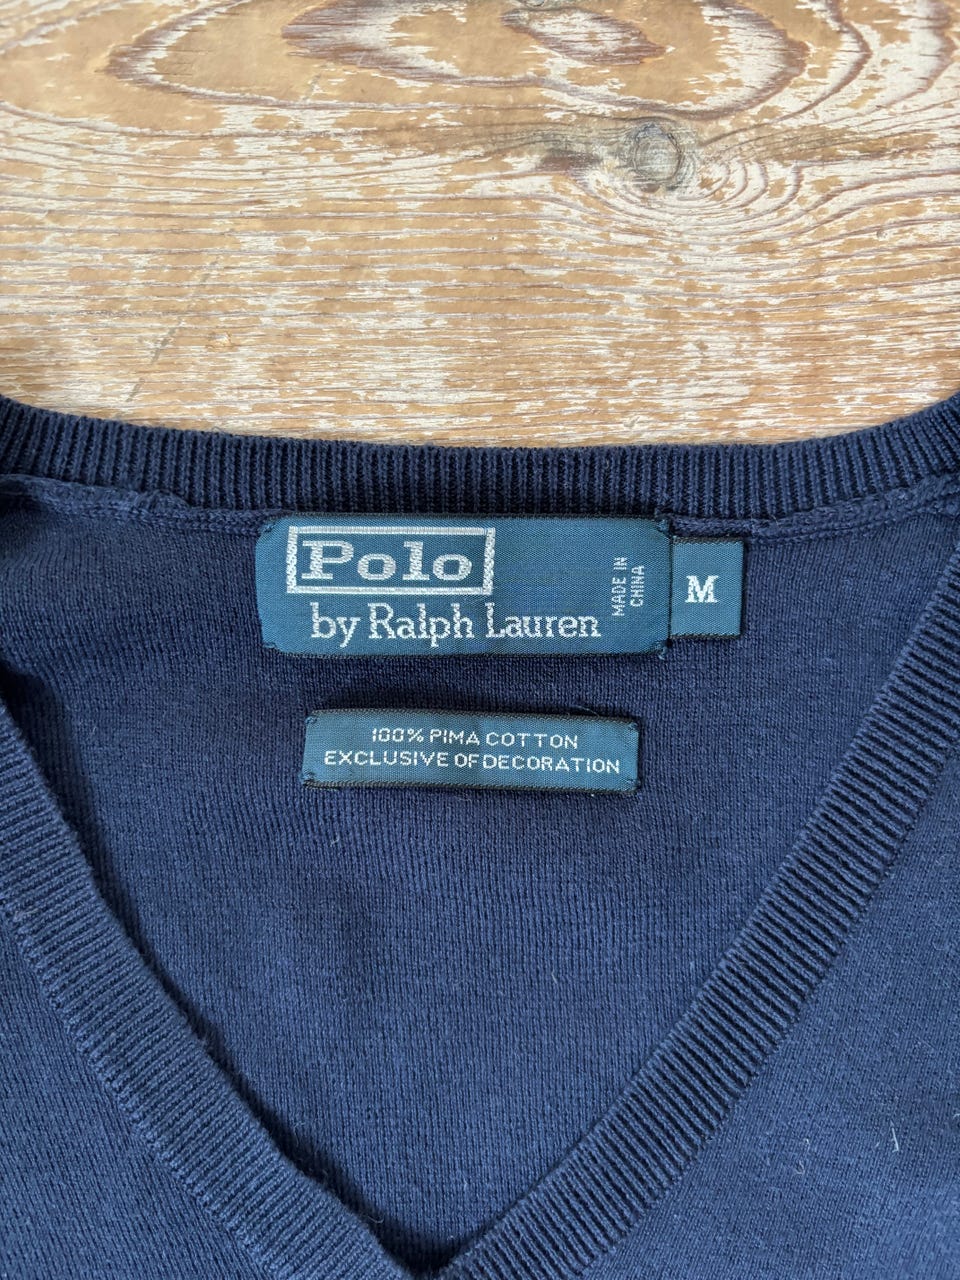 Polo
by Ralph Lauren
MADE IN
CHINA
M
100% PIMA COTTON
EXCLUSIVE OF DECORATION